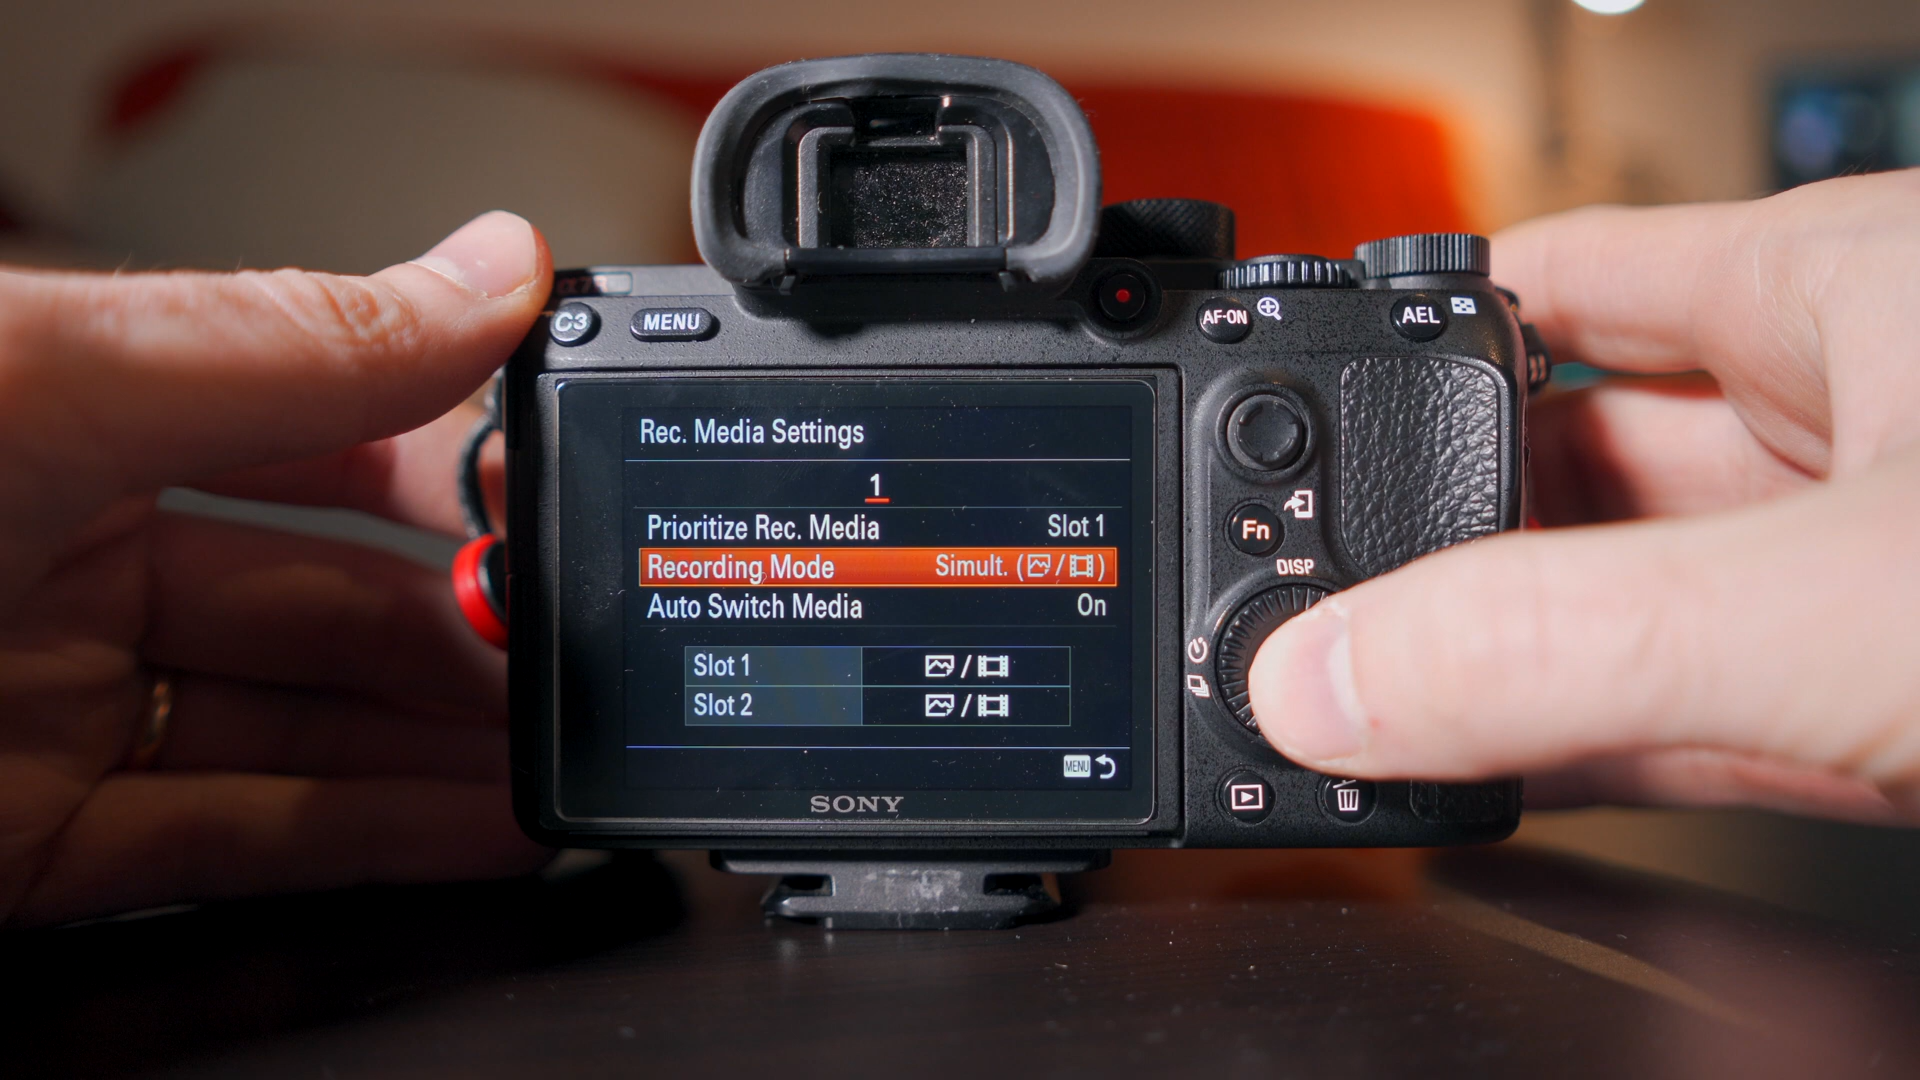 C3 MENU AF-ON AEL
Rec. Media Settings
1
Prioritize Rec. Media Slot 1
Recording Mode Simult. ( / )
Auto Switch Media On
Slot 1 /
Slot 2 /
MENU
SONY
Fn
DISP